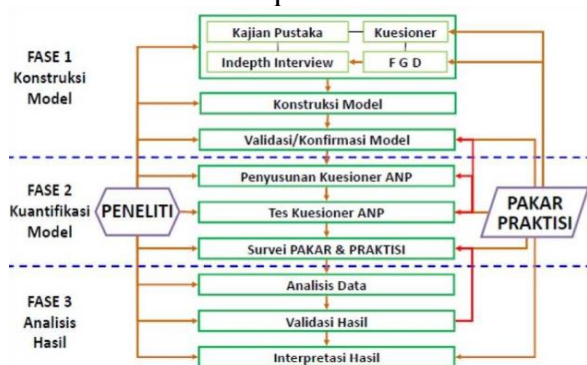 Kajian Pustaka
Kuesioner
FASE 1
Konstruksi
Model
Indepth Interview
F G D
Konstruksi Model
Validasi/Konfirmasi Model
FASE 2
Kuantifikasi
Model
PENELITI
Penyusunan Kuesioner ANP
Tes Kuesioner ANP
Survei PAKAR & PRAKTISI
PAKAR
PRAKTISI
FASE 3
Analisis
Hasil
Analisis Data
Validasi Hasil
Interpretasi Hasil